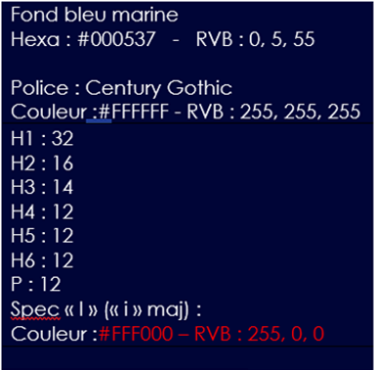 Fond bleu marine
Hexa : #000537 - RVB : 0, 5, 55
Police : Century Gothic
Couleur :#FFFFFF - RVB : 255, 255, 255
H1 : 32
H2 : 16
H3 : 14
H4 : 12
H5 : 12
H6 : 12
P : 12
Spec « I » (« i » maj) :
Couleur :#FFF000 – RVB : 255, 0, 0